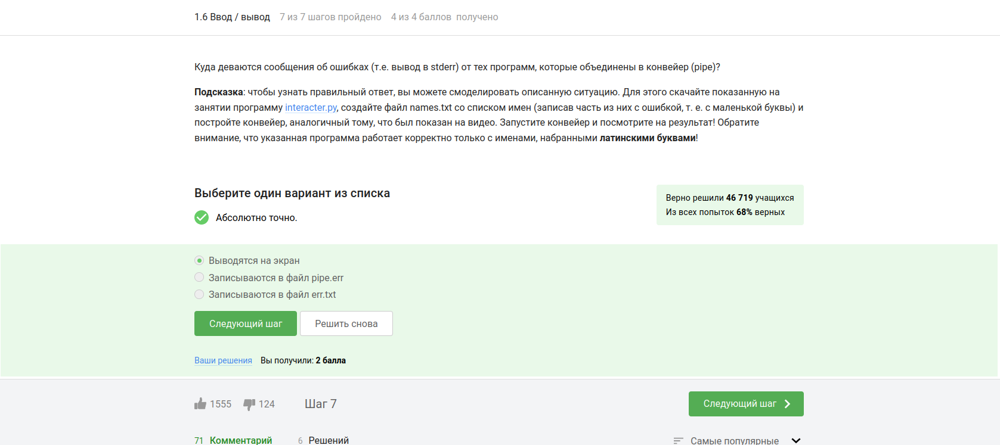 1.6 Ввод / вывод 7 из 7 шагов пройдено 4 из 4 баллов получено
Куда деваются сообщения об ошибках (т.е. вывод в stderr) от тех программ, которые объединены в конвейер (pipe)?
Подсказка: чтобы узнать правильный ответ, вы можете смоделировать описанную ситуацию. Для этого скачайте показанную на
занятии программу interacter.py, создайте файл names.txt со списком имен (записав часть из них с ошибкой, т. е. с маленькой буквы) и
постройте конвейер, аналогичный тому, что был показан на видео. Запустите конвейер и посмотрите на результат! Обратите
внимание, что указанная программа работает корректно только с именами, набранными латинскими буквами!
Выберите один вариант из списка
Абсолютно точно.
Верно решили 46 719 учащихся
Из всех попыток 68% верных
Выводятся на экран
Записываются в файл pipe.err
Записываются в файл err.txt
Следующий шаг Решить снова
Ваши решения Вы получили: 2 балла
1555 124 Шаг 7 Следующий шаг
71 Комментарий 6 Решений Самые популярные